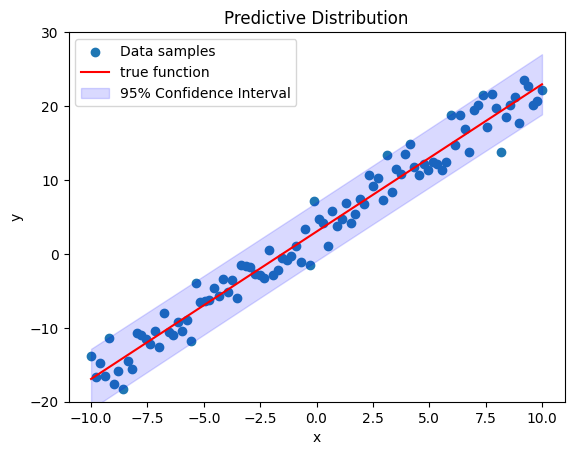 Predictive Distribution
Data samples
true function
95% Confidence Interval
y
30
20
10
0
−10
−20
−10.0 −7.5 −5.0 −2.5 0.0 2.5 5.0 7.5 10.0
x